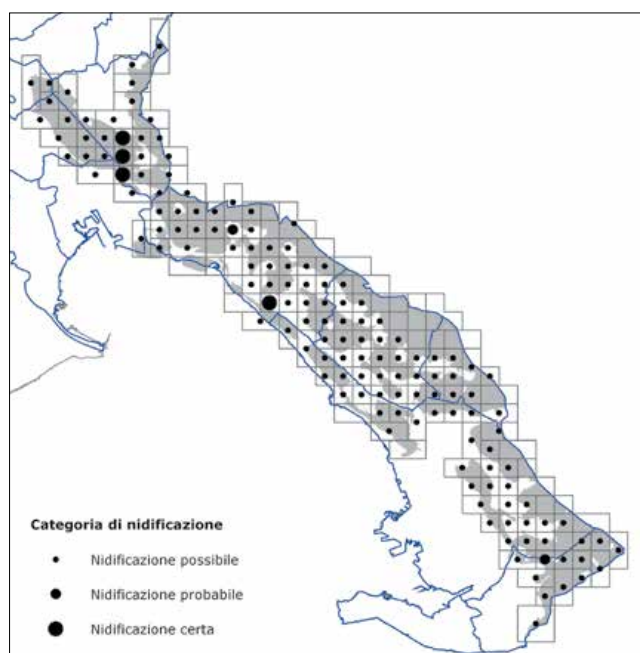 Categoria di nidificazione
Nidificazione possibile
Nidificazione probabile
Nidificazione certa